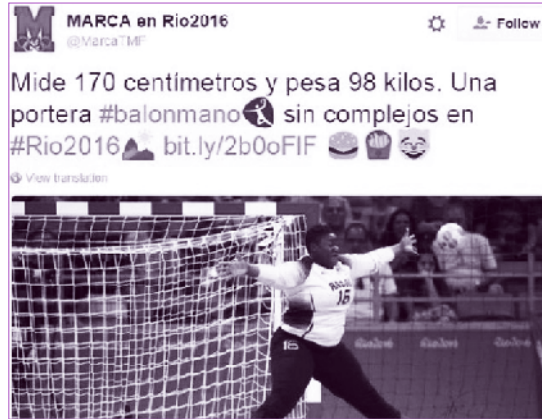 MARCA en Rio2016
@MarcaTMF
Follow
Mide 170 centímetros y pesa 98 kilos. Una
portera #balonmano sin complejos en
#Rio2016 bit.ly/2b0oFIF
View translation
16
16